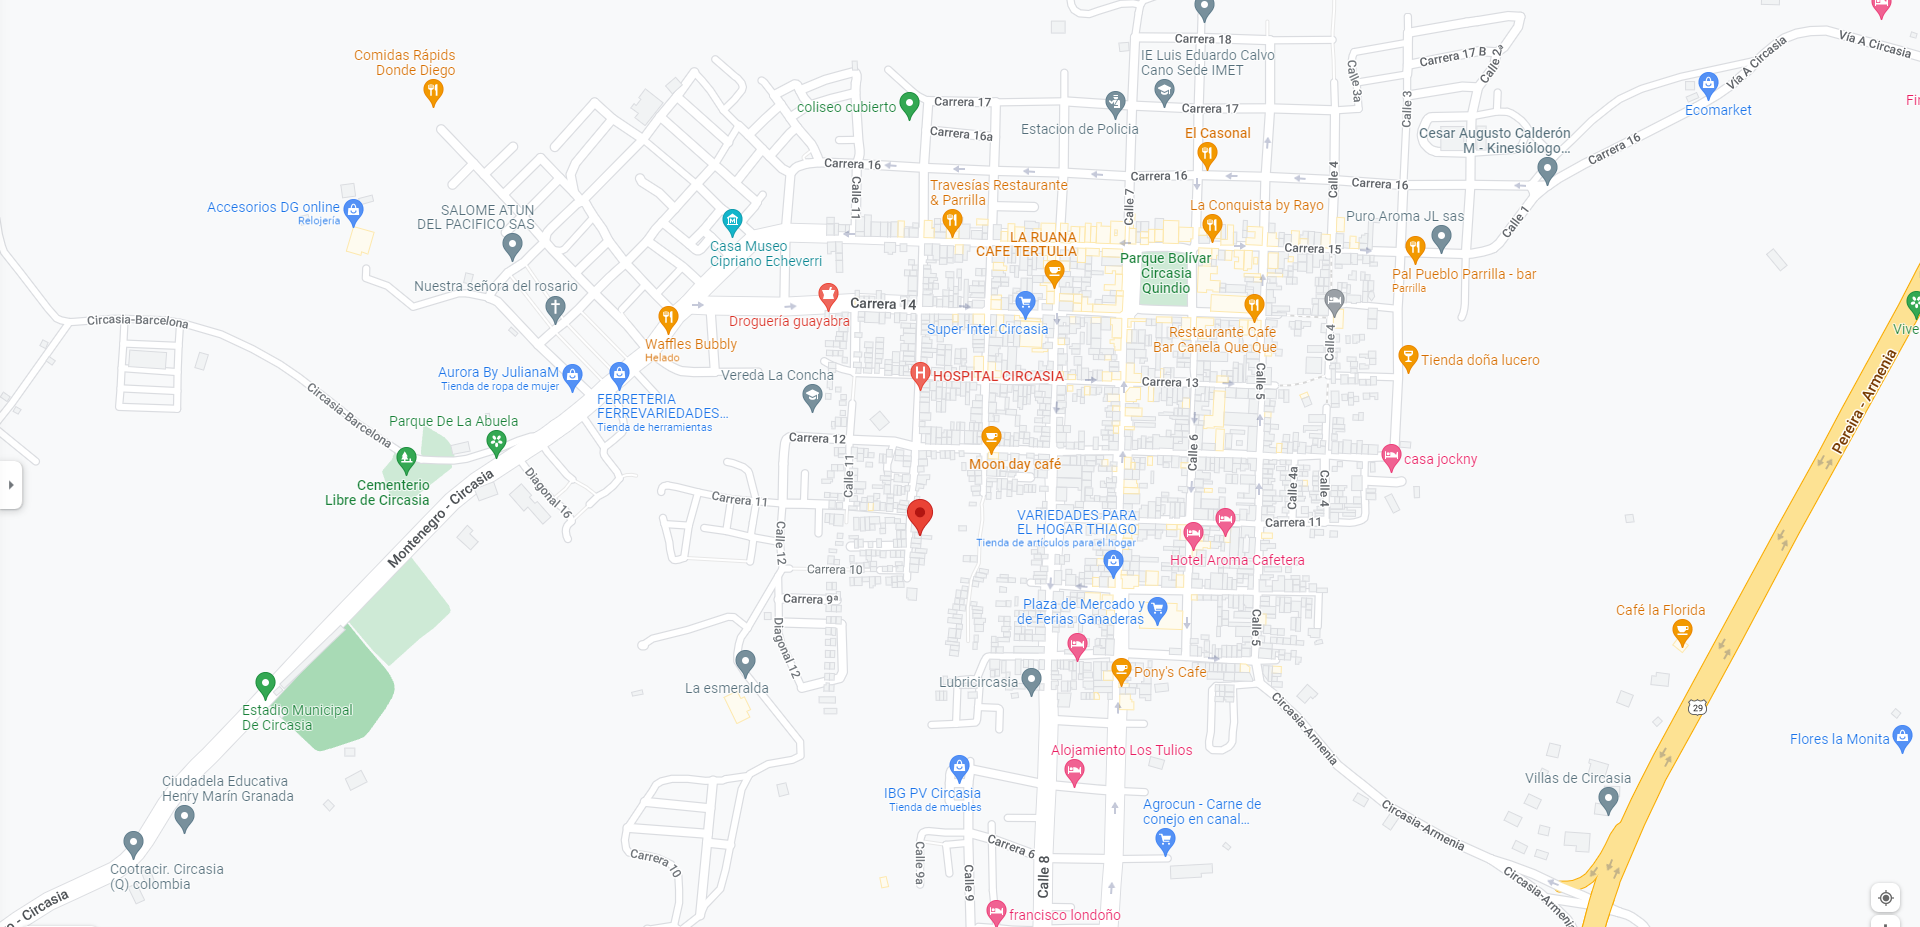 Carrera 18
Vía A Circasia
Vía A Circasia
Comidas Rápids
Donde Diego
IE Luis Eduardo Calvo
Cano Sede IMET
Carrera 17 B
Calle 2ª
Calle 3a
Calle 3
Ecomarket
coliseo cubierto
Carrera 17
Carrera 17
Carrera 16a
Estacion de Policia
El Casonal
Cesar Augusto Calderón
M - Kinesiólogo...
Carrera 16
Carrera 16
Carrera 16
Carrera 16
Calle 11
Calle 7
Calle 4
Calle 1
Travesías Restaurante
& Parrilla
Accesorios DG online
Relojería
SALOME ATUN
DEL PACIFICO SAS
La Conquista by Rayo
Puro Aroma JL sas
Casa Museo
Cipriano Echeverri
LA RUANA
CAFE TERTULIA
Carrera 15
Parque Bolívar
Circasia
Quindio
Pal Pueblo Parrilla - bar
Parrilla
Nuestra señora del rosario
Carrera 14
Circasia-Barcelona
Droguería guayabra
Super Inter Circasia
Restaurante Cafe
Bar Canela Que Que
Calle 4
Vive
Waffles Bubbly
Helado
Tienda doña lucero
Pereira - Armenia
Aurora By JulianaM
Tienda de ropa de mujer
Vereda La Concha
HOSPITAL CIRCASIA
Carrera 13
Calle 5
FERRETERIA
FERREVARIEDADES...
Tienda de herramientas
Circasia-Barcelona
Parque De La Abuela
Carrera 12
Calle 6
Moon day café
casa jockny
Cementerio
Libre de Circasia
Diagonal 16
Montenegro - Circasia
Carrera 11
Calle 11
Calle 4a
Calle 4
VARIEDADES PARA
EL HOGAR THIAGO
Tienda de artículos para el hogar
Carrera 11
Calle 12
Hotel Aroma Cafetera
Carrera 10
Carrera 9ª
Plaza de Mercado y
de Ferias Ganaderas
Calle 5
Café la Florida
Diagonal 12
La esmeralda
Lubricircasia
Pony's Cafe
Estadio Municipal
De Circasia
Circasia-Armenia
29
Flores la Monita
Alojamiento Los Tulios
Ciudadela Educativa
Henry Marín Granada
IBG PV Circasia
Tienda de muebles
Villas de Circasia
Agrocun - Carne de
conejo en canal...
Circasia-Armenia
Cootracir. Circasia
(Q) colombia
Carrera 10
Calle 9a
Carrera 6
Calle 9
Calle 8
Circasia-Armenia
o - Circasia
francisco londoño